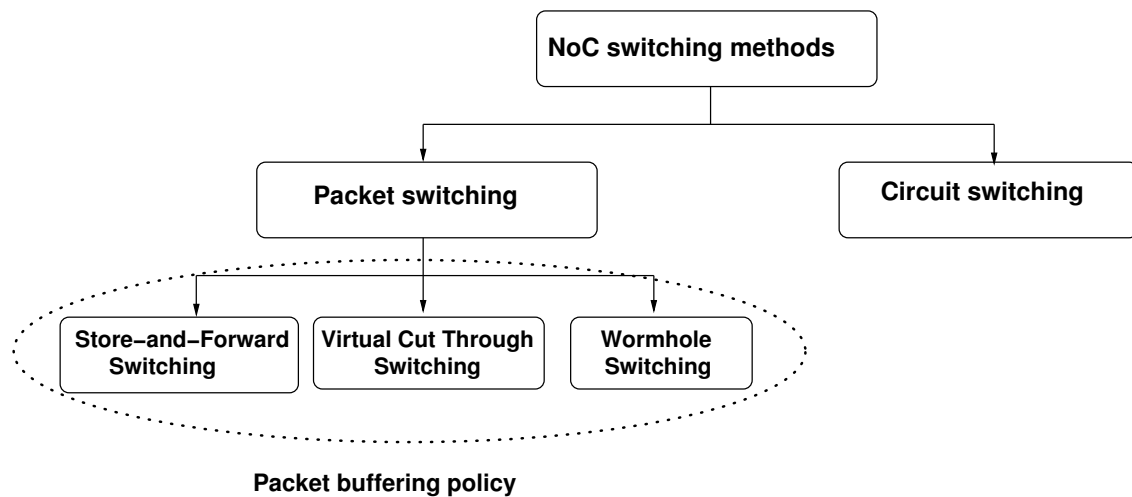 NoC switching methods
Packet switching
Circuit switching
Store−and−Forward
Switching
Virtual Cut Through
Switching
Wormhole
Switching
Packet buffering policy